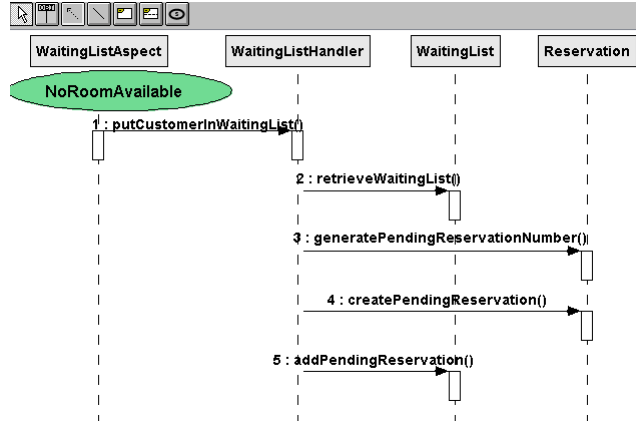 WaitingListAspect WaitingListHandler WaitingList Reservation
NoRoomAvailable
1 : putCustomerInWaitingList()
2 : retrieveWaitingList()
3 : generatePendingReservationNumber()
4 : createPendingReservation()
5 : addPendingReservation()